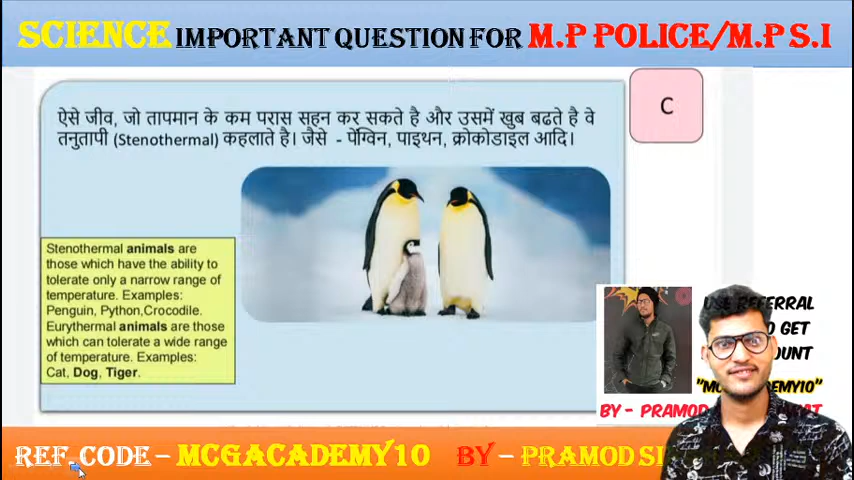 SCIENCE IMPORTANT QUESTION FOR M.P POLICE/M.P S.I
C
ऐसे जीव, जो तापमान के कम परास सहन कर सकते है और उसमें खुब बढते है वे
तनुतापी (Stenothermal) कहलाते है। जैसे - पेंग्विन, पाइथन, क्रोकोडाइल आदि।
Stenothermal animals are
those which have the ability to
tolerate only a narrow range of
temperature. Examples:
Penguin, Python,Crocodile.
Eurythermal animals are those
which can tolerate a wide range
of temperature. Examples:
Cat, Dog, Tiger.
REFERRAL
GET
BY - PRAMOD
REF. CODE - MCGACADEMY10 BY - PRAMOD